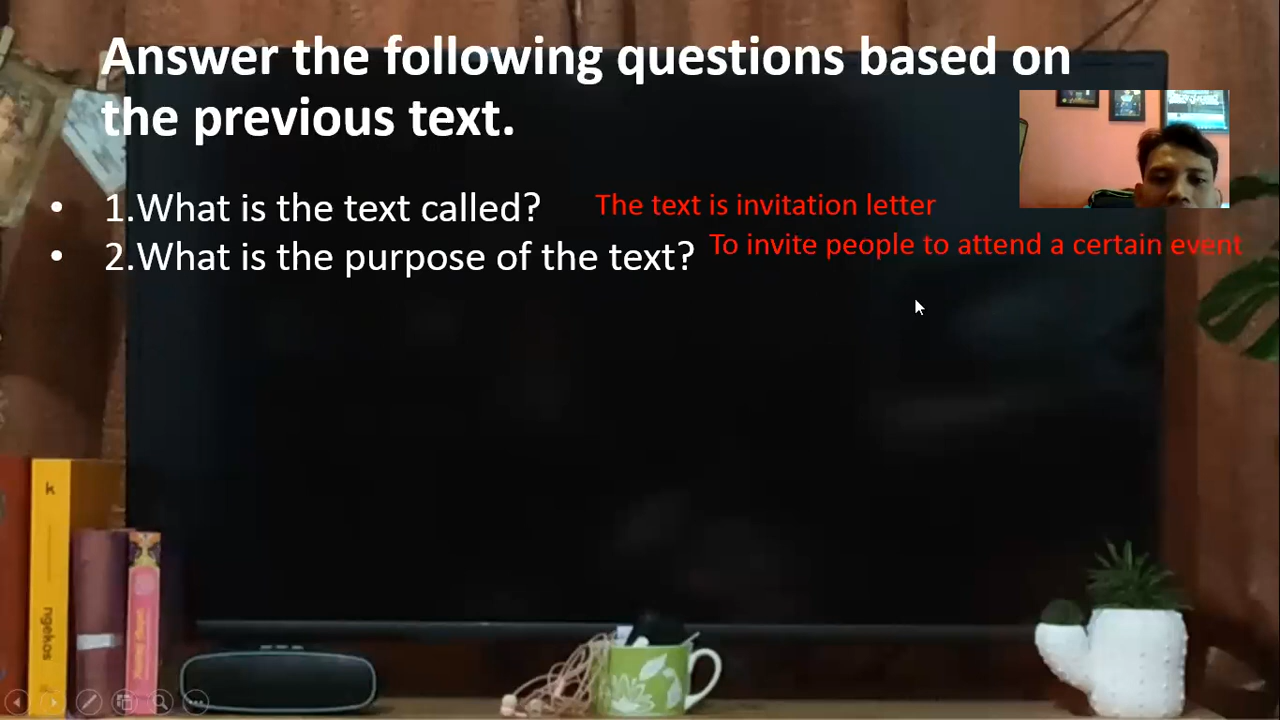 Answer the following questions based on
the previous text.
• 1.What is the text called?
The text is invitation letter
• 2.What is the purpose of the text?
To invite people to attend a certain event
k
ngekos